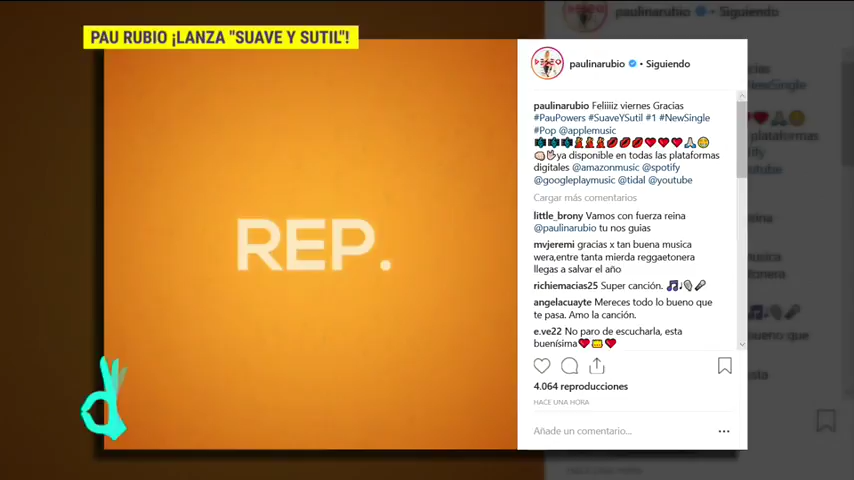 PAU RUBIO ¡LANZA "SUAVE Y SUTIL"!
REP.
paulinarubio • Siguiendo
paulinarubio Feliiiiz viernes Gracias
#PauPowers #SuaveYSutil #1 #NewSingle
#Pop @applemusic
ya disponible en todas las plataformas
digitales @amazonmusic @spotify
@googleplaymusic @tidal @youtube
Cargar más comentarios
little_brony Vamos con fuerza reina
@paulinarubio tu nos guias
mvjeremi gracias x tan buena musica
wera,entre tanta mierda reggaetonera
llegas a salvar el año
richiemacias25 Super canción.
angelacuayte Mereces todo lo bueno que
te pasa. Amo la canción.
e.ve22 No paro de escucharla, esta
buenísima
4.064 reproducciones
HACE UNA HORA
Añade un comentario...
paulinarubio • Siguiendo